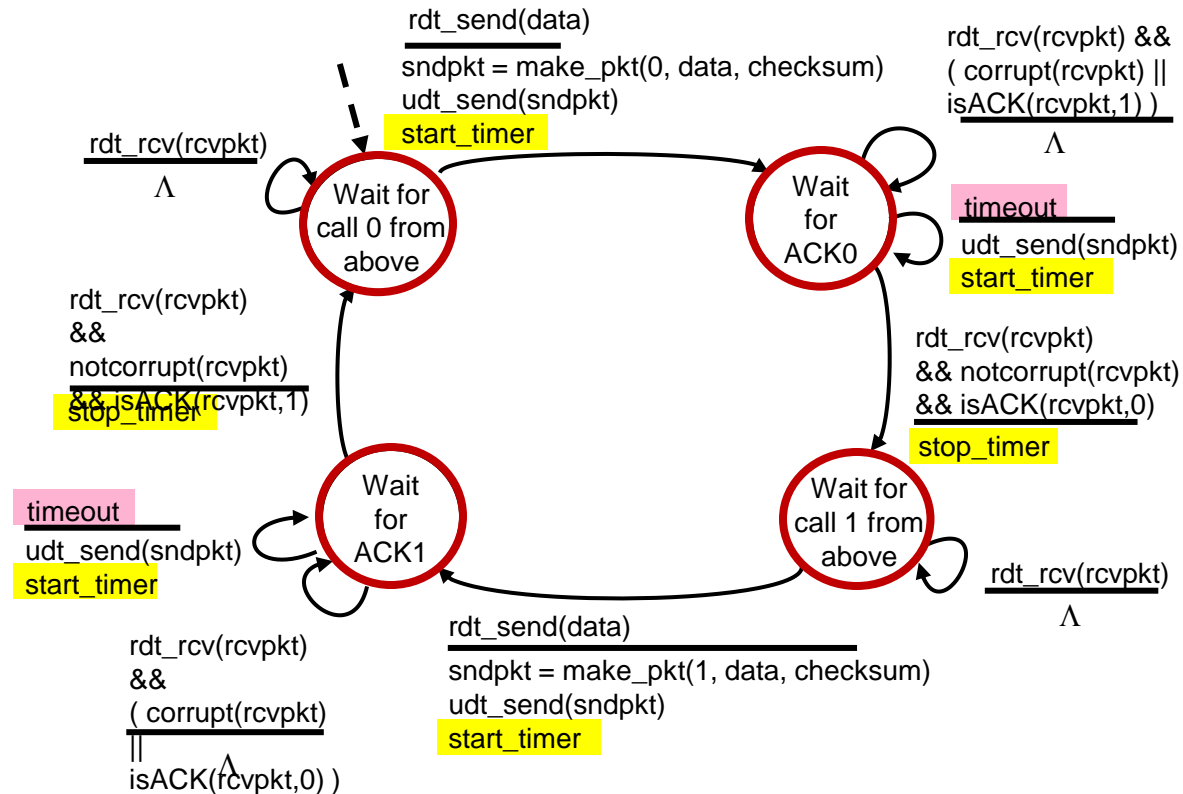 rdt_send(data)
sndpkt = make_pkt(0, data, checksum)
udt_send(sndpkt)
start_timer
rdt_rcv(rcvpkt) &&
( corrupt(rcvpkt) ||
isACK(rcvpkt,1) )
Λ
rdt_rcv(rcvpkt)
Λ
Wait for
call 0 from
above
Wait
for
ACK0
timeout
udt_send(sndpkt)
start_timer
rdt_rcv(rcvpkt)
&&
notcorrupt(rcvpkt)
&& isACK(rcvpkt,1)
stop_timer
rdt_rcv(rcvpkt)
&& notcorrupt(rcvpkt)
&& isACK(rcvpkt,0)
stop_timer
Wait
for
ACK1
Wait for
call 1 from
above
timeout
udt_send(sndpkt)
start_timer
rdt_rcv(rcvpkt)
Λ
rdt_rcv(rcvpkt)
&&
( corrupt(rcvpkt)
||
isACK(rcvpkt,0) )
Λ
rdt_send(data)
sndpkt = make_pkt(1, data, checksum)
udt_send(sndpkt)
start_timer